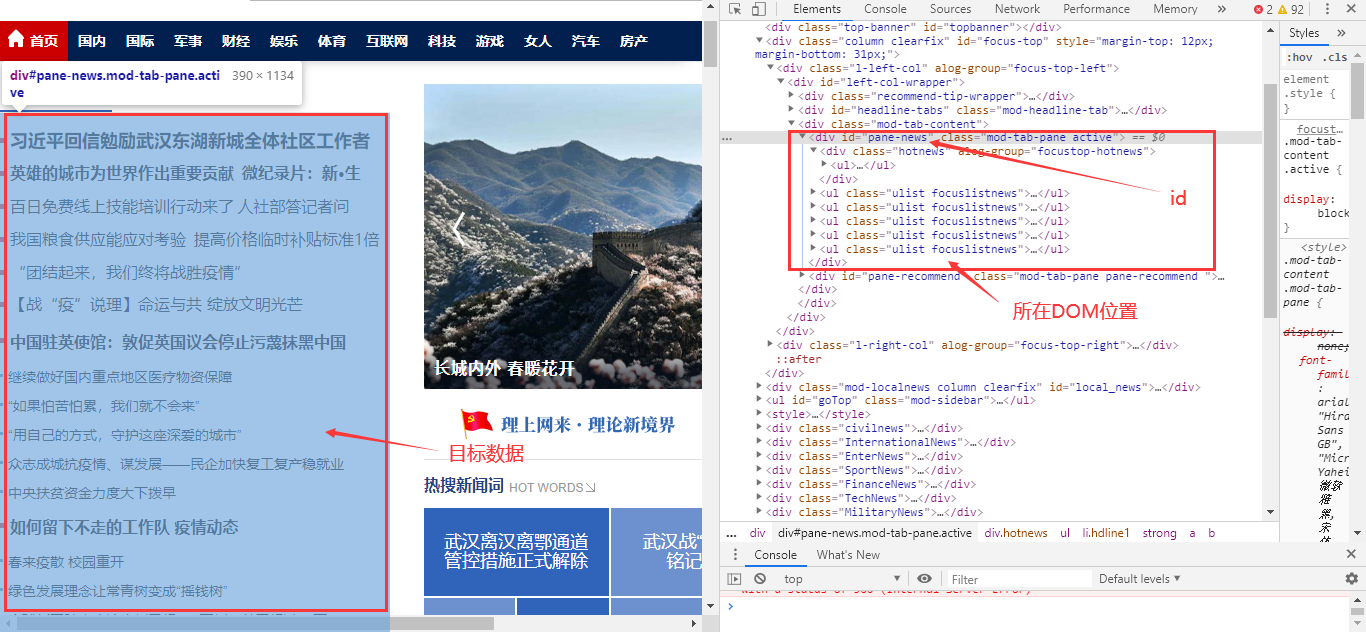 首页 国内 国际 军事 财经 娱乐 体育 互联网 科技 游戏 女人 汽车 房产
div#pane-news.mod-tab-pane.acti
ve
390 × 1134
习近平回信勉励武汉东湖新城全体社区工作者
英雄的城市为世界作出重要贡献 微纪录片：新•生
百日免费线上技能培训行动来了 人社部答记者问
我国粮食供应能应对考验 提高价格临时补贴标准1倍
“团结起来，我们终将战胜疫情”
【战“疫”说理】命运与共 绽放文明光芒
中国驻英使馆：敦促英国议会停止污蔑抹黑中国
继续做好国内重点地区医疗物资保障
“如果怕苦怕累，我们就不会来”
“用自己的方式，守护这座深爱的城市”
众志成城抗疫情、谋发展——民企加快复工复产稳就业
中央扶贫资金力度大下拨早
如何留下不走的工作队 疫情动态
春来疫散 校园重开
绿色发展理念让常青树变成“摇钱树”
目标数据
长城内外 春暖花开
理上网来·理论新境界
热搜新闻词 HOT WORDS
武汉离汉离鄂通道
管控措施正式解除
武汉战“
铭记
Elements Console Sources Network Performance Memory » 2 92
<div class="top-banner" id="topbanner"></div>
<div class="column clearfix" id="focus-top" style="margin-top: 12px;
margin-bottom: 31px;">
<div class="l-left-col" alog-group="focus-top-left">
<div id="left-col-wrapper">
<div class="recommend-tip-wrapper">…</div>
<div id="headline-tabs" class="mod-headline-tab">…</div>
<div class="mod-tab-content">
… <div id="pane-news" class="mod-tab-pane active"> == $0
<div class="hotnews" alog-group="focustop-hotnews">
<ul>…</ul>
</div>
<ul class="ulist focuslistnews">…</ul>
<ul class="ulist focuslistnews">…</ul>
<ul class="ulist focuslistnews">…</ul>
<ul class="ulist focuslistnews">…</ul>
<ul class="ulist focuslistnews">…</ul>
</div>
<div id="pane-recommend" class="mod-tab-pane pane-recommend ">…
</div>
</div>
</div>
</div>
<div class="l-right-col" alog-group="focus-top-right">…</div>
::after
</div>
<div class="mod-localnews column clearfix" id="local_news">…</div>
<ul id="goTop" class="mod-sidebar">…</ul>
<style>…</style>
<div class="civilnews">…</div>
<div class="InternationalNews">…</div>
<div class="EnterNews">…</div>
<div class="SportNews">…</div>
<div class="FinanceNews">…</div>
<div class="TechNews">…</div>
<div class="MilitaryNews">…</div>
id
所在DOM位置
… div div#pane-news.mod-tab-pane.active div.hotnews ul li.hdline1 strong a b
Styles »
:hov .cls
element
.style {
}
focust…
.mod-tab-
content
.active {
display:
block
}
<style>
.mod-tab-
content
.mod-tab-
pane {
display:
none;
font-
famil
:
aria
"Hira
Sans
GB",
"Micr
Yahei
微软
雅
黑,
宋
体
Console What's New
top Filter Default levels
with a status of 500 (Internal Server Error)